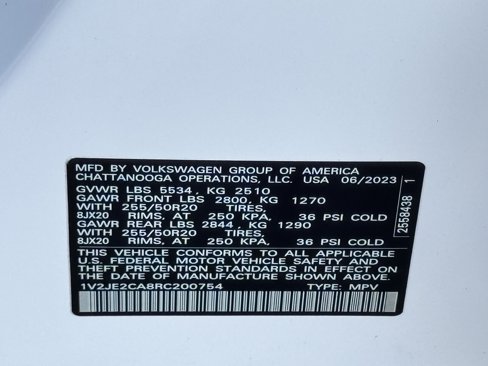 MFD BY VOLKSWAGEN GROUP OF AMERICA
CHATTANOOGA OPERATIONS, LLC. USA 06/2023
GVWR LBS 5534, KG 2510
GAWR FRONT LBS 2800, KG 1270
WITH 255/50R20 TIRES,
8JX20 RIMS, AT 250 KPA, 36 PSI COLD
GAWR REAR LBS 2844, KG 1290
WITH 255/50R20 TIRES,
8JX20 RIMS, AT 250 KPA, 36 PSI COLD
THIS VEHICLE CONFORMS TO ALL APPLICABLE
U.S. FEDERAL MOTOR VEHICLE SAFETY AND
THEFT PREVENTION STANDARDS IN EFFECT ON
THE DATE OF MANUFACTURE SHOWN ABOVE.
1V2JE2CA8RC200754 TYPE: MPV
2558438 1